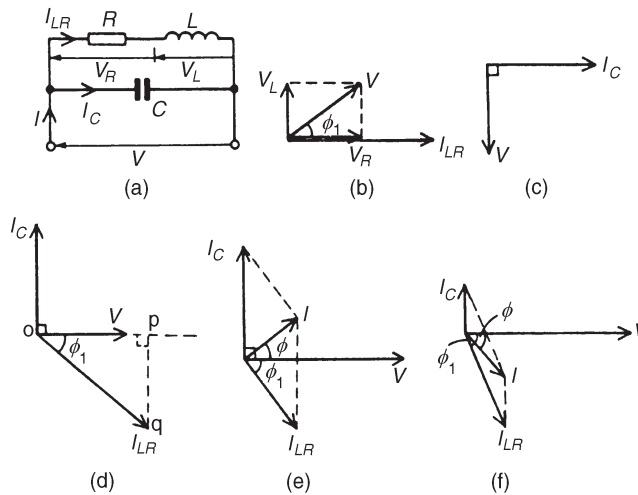 I_LR R L
V_R V_L
I I_C C
V
(a)
V_L V
ϕ_1
V_R I_LR
(b)
I_C
V
(c)
I_C
o V p
ϕ_1
q
I_LR
(d)
I_C
I
ϕ
ϕ_1 V
I_LR
(e)
I_C
ϕ
V
ϕ_1 I
I_LR
(f)